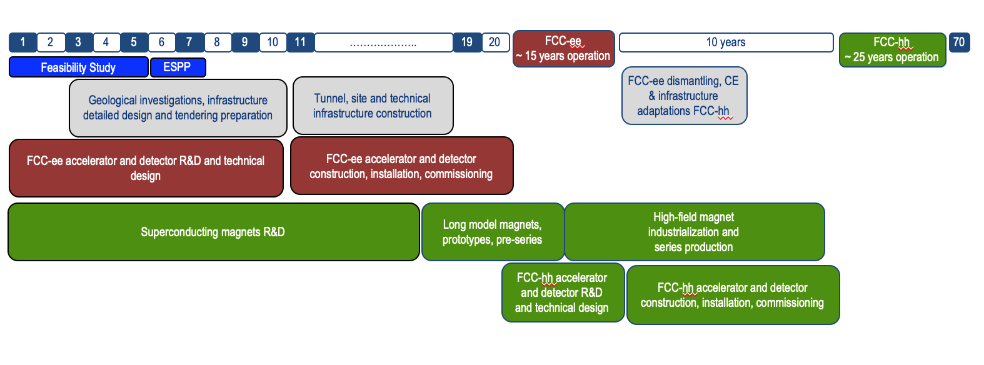 1 2 3 4 5 6 7 8 9 10 11 ..................... 19 20
FCC-ee
~ 15 years operation
10 years
FCC-hh
~ 25 years operation
70
Feasibility Study
ESPP
Geological investigations, infrastructure
detailed design and tendering preparation
Tunnel, site and technical
infrastructure construction
FCC-ee dismantling, CE
& infrastructure
adaptations FCC-hh
FCC-ee accelerator and detector R&D and technical
design
FCC-ee accelerator and detector
construction, installation, commissioning
Superconducting magnets R&D
Long model magnets,
prototypes, pre-series
High-field magnet
industrialization and
series production
FCC-hh accelerator
and detector R&D
and technical design
FCC-hh accelerator and detector
construction, installation, commissioning